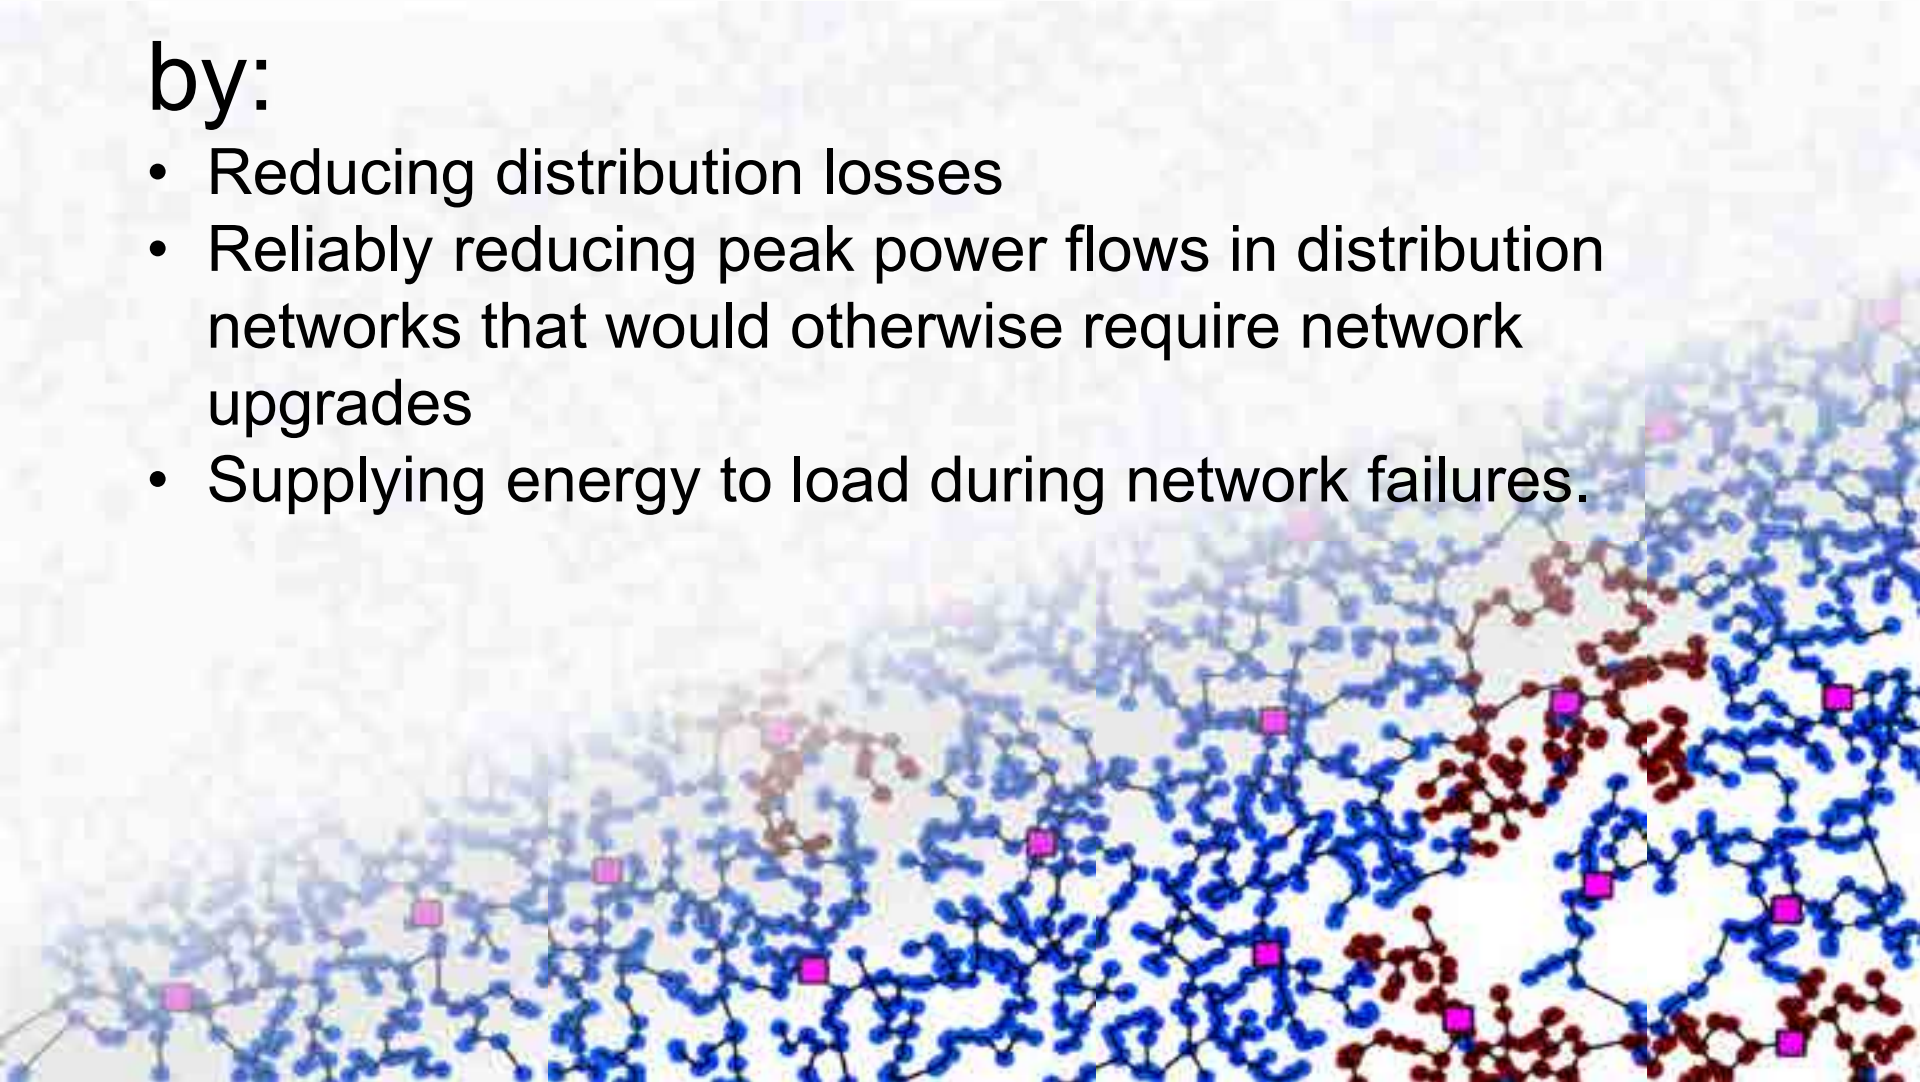 by:
• Reducing distribution losses
• Reliably reducing peak power flows in distribution
networks that would otherwise require network
upgrades
• Supplying energy to load during network failures.